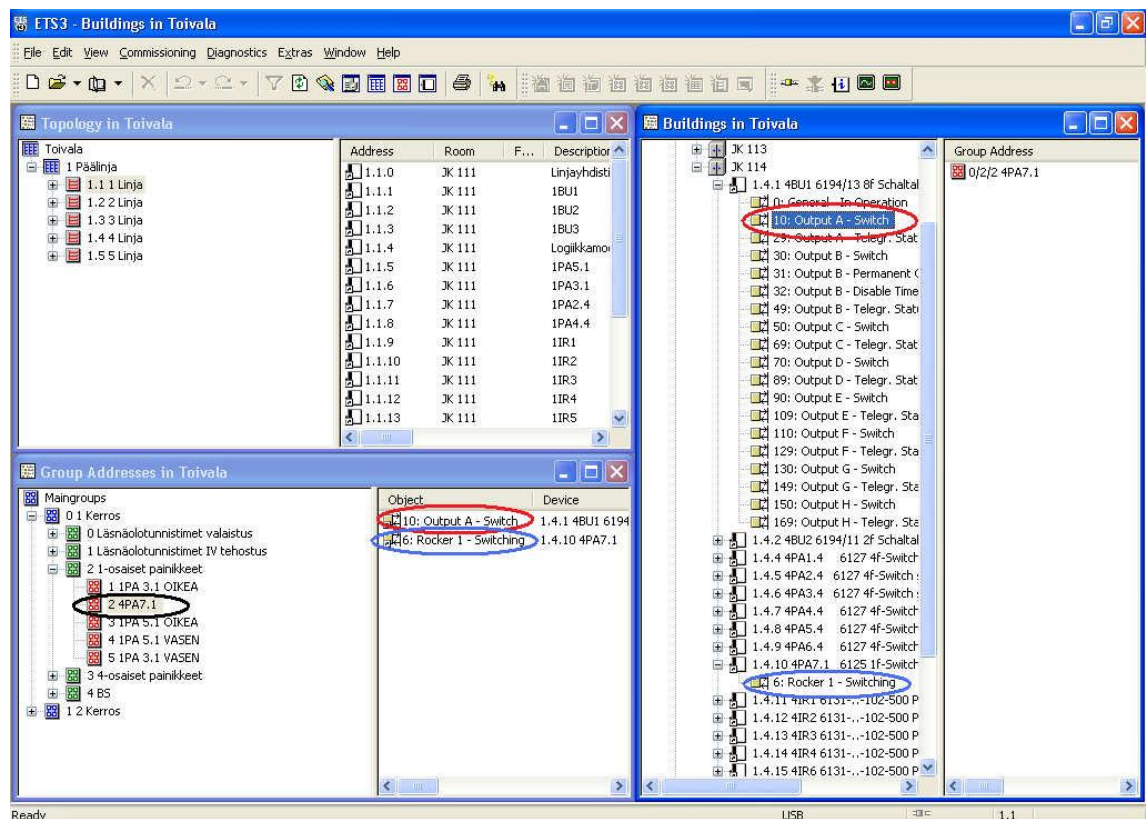 ETS3 - Buildings in Toivala
File Edit View Commissioning Diagnostics Extras Window Help
Topology in Toivala
Toivala
1 Päälinja
1.1 1 Linja
1.2 2 Linja
1.3 3 Linja
1.4 4 Linja
1.5 5 Linja
Address Room F... Description
1.1.0 JK 111 Linjayhdisti
1.1.1 JK 111 1BU1
1.1.2 JK 111 1BU2
1.1.3 JK 111 1BU3
1.1.4 JK 111 Logiikkamo
1.1.5 JK 111 1PA5.1
1.1.6 JK 111 1PA3.1
1.1.7 JK 111 1PA2.4
1.1.8 JK 111 1PA4.4
1.1.9 JK 111 1IR1
1.1.10 JK 111 1IR2
1.1.11 JK 111 1IR3
1.1.12 JK 111 1IR4
1.1.13 JK 111 1IR5
Group Addresses in Toivala
Maingroups
0 1 Kerros
0 Läsnäolotunnistimet valaistus
1 Läsnäolotunnistimet IV tehostus
2 1-osaiset painikkeet
1 1PA 3.1 OIKEA
2 4PA7.1
3 1PA 5.1 OIKEA
4 1PA 5.1 VASEN
5 1PA 3.1 VASEN
3 4-osaiset painikkeet
4 BS
1 2 Kerros
Object Device
10: Output A - Switch 1.4.1 4BU1 6194
6: Rocker 1 - Switching 1.4.10 4PA7.1
Buildings in Toivala
JK 113
JK 114
1.4.1 4BU1 6194/13 8f Schaltal
0: General - In Operation
10: Output A - Switch
29: Output A - Telegr. Stat
30: Output B - Switch
31: Output B - Permanent
32: Output B - Disable Time
49: Output B - Telegr. Stat
50: Output C - Switch
69: Output C - Telegr. Stat
70: Output D - Switch
89: Output D - Telegr. Stat
90: Output E - Switch
109: Output E - Telegr. Sta
110: Output F - Switch
129: Output F - Telegr. Sta
130: Output G - Switch
149: Output G - Telegr. Sta
150: Output H - Switch
169: Output H - Telegr. Sta
1.4.2 4BU2 6194/11 2f Schaltal
1.4.4 4PA1.4 6127 4f-Switch
1.4.5 4PA2.4 6127 4f-Switch s
1.4.6 4PA3.4 6127 4f-Switch s
1.4.7 4PA4.4 6127 4f-Switch
1.4.8 4PA5.4 6127 4f-Switch
1.4.9 4PA6.4 6127 4f-Switch
1.4.10 4PA7.1 6125 1f-Switch
6: Rocker 1 - Switching
1.4.11 4IR1 6131-..-102-500 P
1.4.12 4IR2 6131-..-102-500 P
1.4.13 4IR3 6131-..-102-500 P
1.4.14 4IR4 6131-..-102-500 P
1.4.15 4IR6 6131-..-102-500 P
Group Address
0/2/2 4PA7.1
Ready USB 1.1